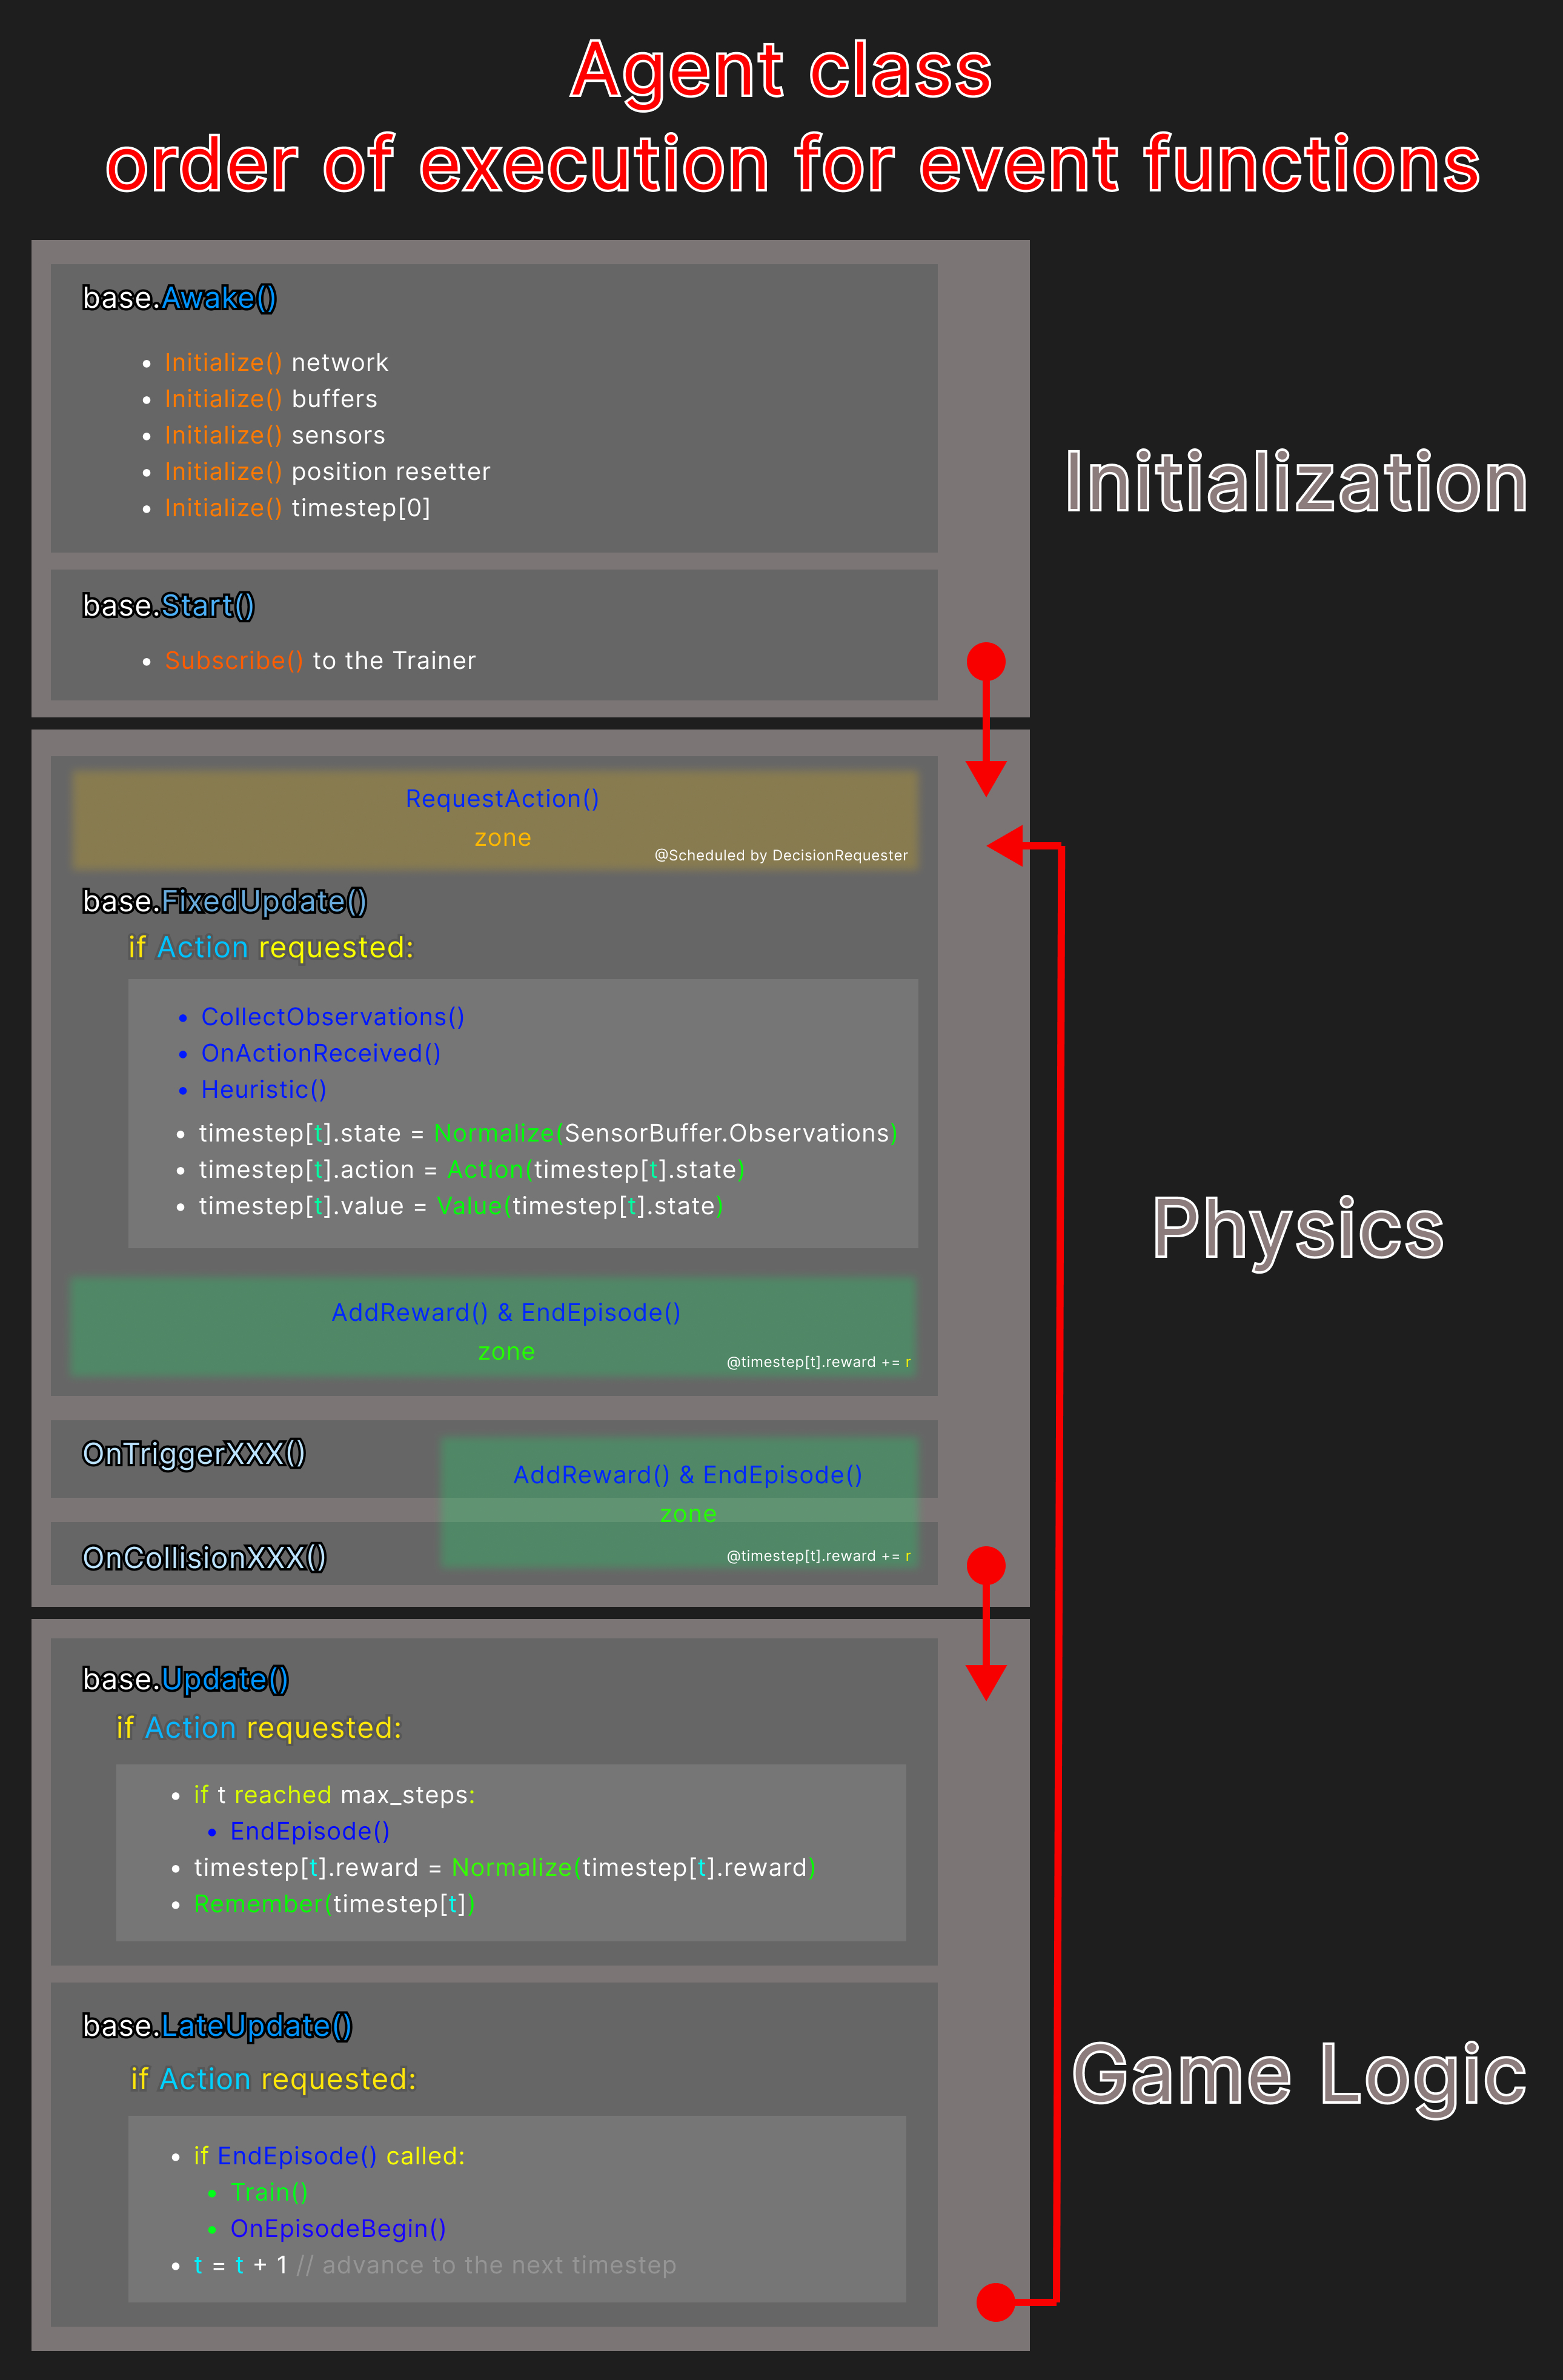 Agent class
order of execution for event functions
base.Awake()
• Initialize() network
• Initialize() buffers
• Initialize() sensors
• Initialize() position resetter
• Initialize() timestep[0]
Initialization
base.Start()
• Subscribe() to the Trainer
RequestAction()
zone
@Scheduled by DecisionRequester
base.FixedUpdate()
if Action requested:
• CollectObservations()
• OnActionReceived()
• Heuristic()
• timestep[t].state = Normalize(SensorBuffer.Observations)
• timestep[t].action = Action(timestep[t].state)
• timestep[t].value = Value(timestep[t].state)
Physics
AddReward() & EndEpisode()
zone
@timestep[t].reward += r
OnTriggerXXX()
AddReward() & EndEpisode()
zone
@timestep[t].reward += r
OnCollisionXXX()
base.Update()
if Action requested:
• if t reached max_steps:
• EndEpisode()
• timestep[t].reward = Normalize(timestep[t].reward)
• Remember(timestep[t])
base.LateUpdate()
if Action requested:
Game Logic
• if EndEpisode() called:
• Train()
• OnEpisodeBegin()
• t = t + 1 // advance to the next timestep